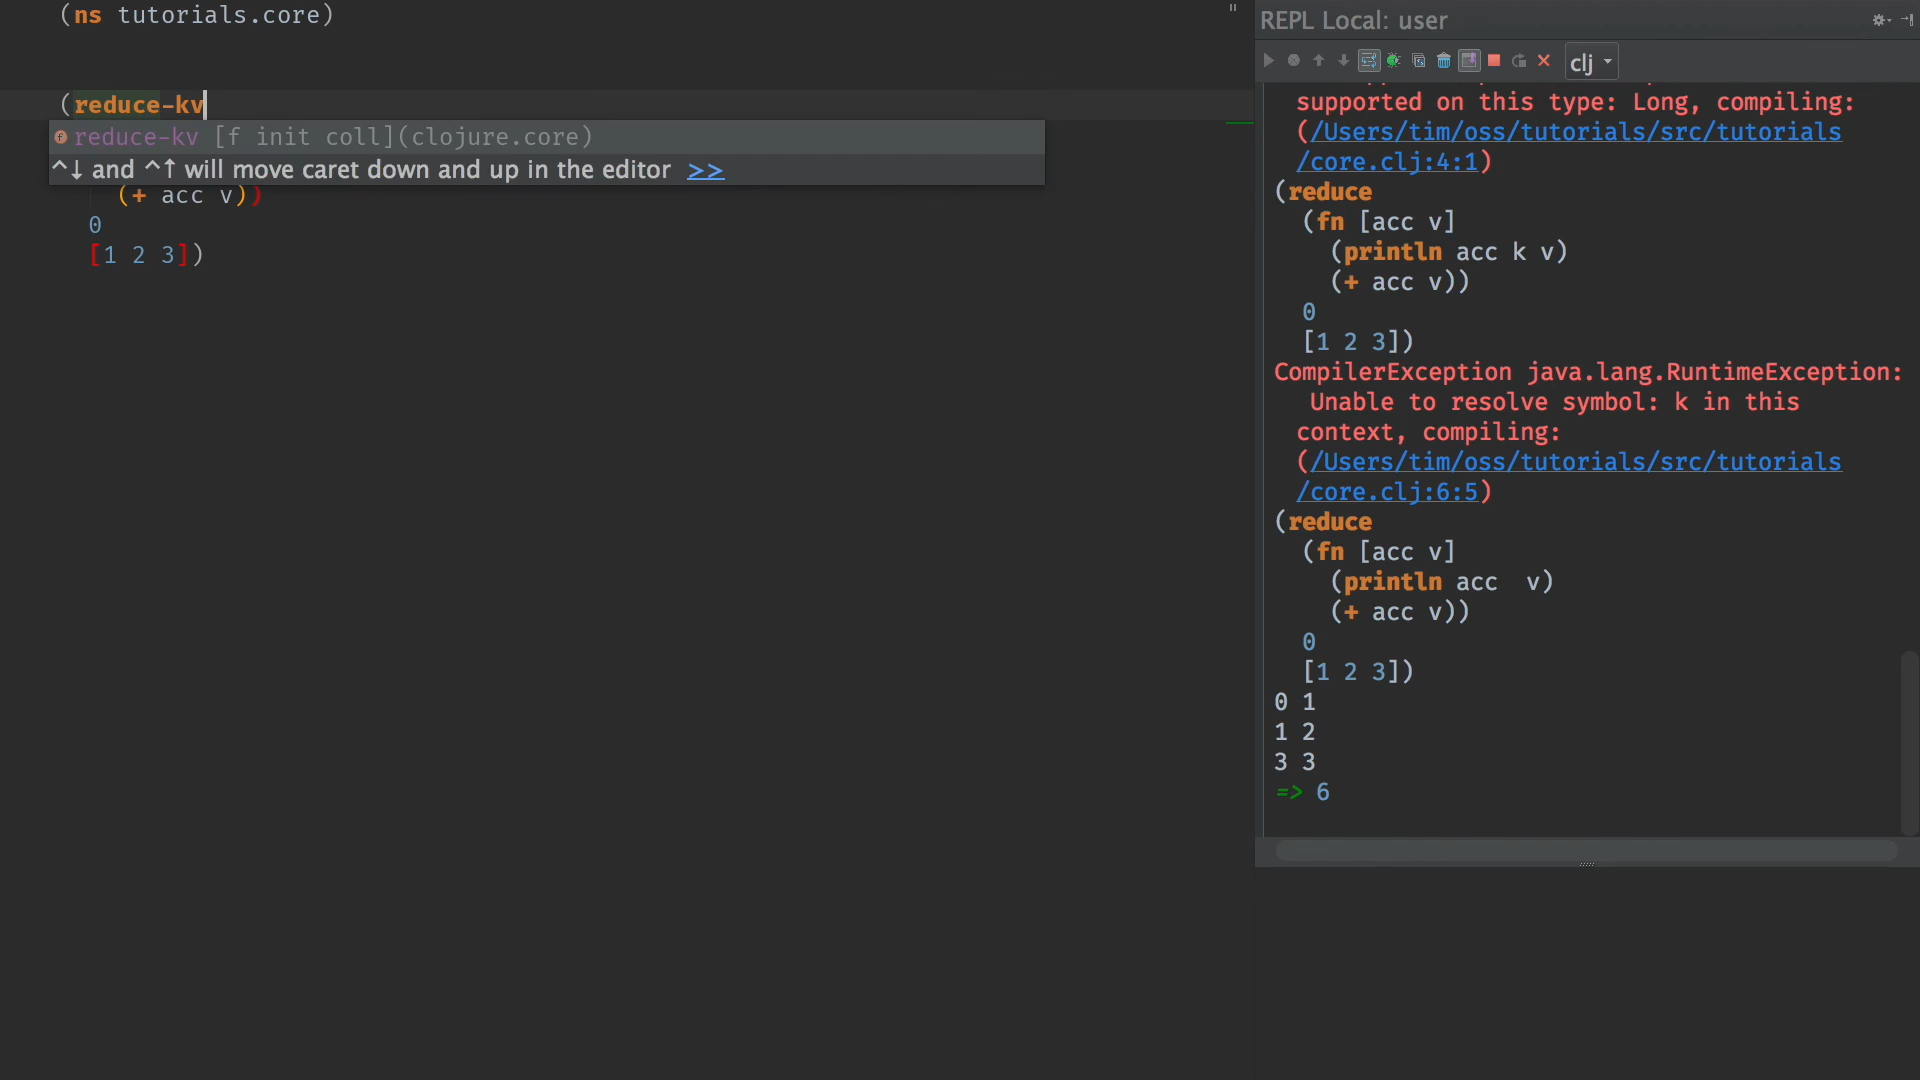 (ns tutorials.core)
(reduce-kv
reduce-kv [f init coll](clojure.core)
^↓ and ^↑ will move caret down and up in the editor >>
(+ acc v))
0
[1 2 3])
REPL Local: user
clj
supported on this type: Long, compiling:
(/Users/tim/oss/tutorials/src/tutorials
/core.clj:4:1)
(reduce
(fn [acc v]
(println acc k v)
(+ acc v))
0
[1 2 3])
CompilerException java.lang.RuntimeException:
Unable to resolve symbol: k in this
context, compiling:
(/Users/tim/oss/tutorials/src/tutorials
/core.clj:6:5)
(reduce
(fn [acc v]
(println acc  v)
(+ acc v))
0
[1 2 3])
0 1
1 2
3 3
=> 6